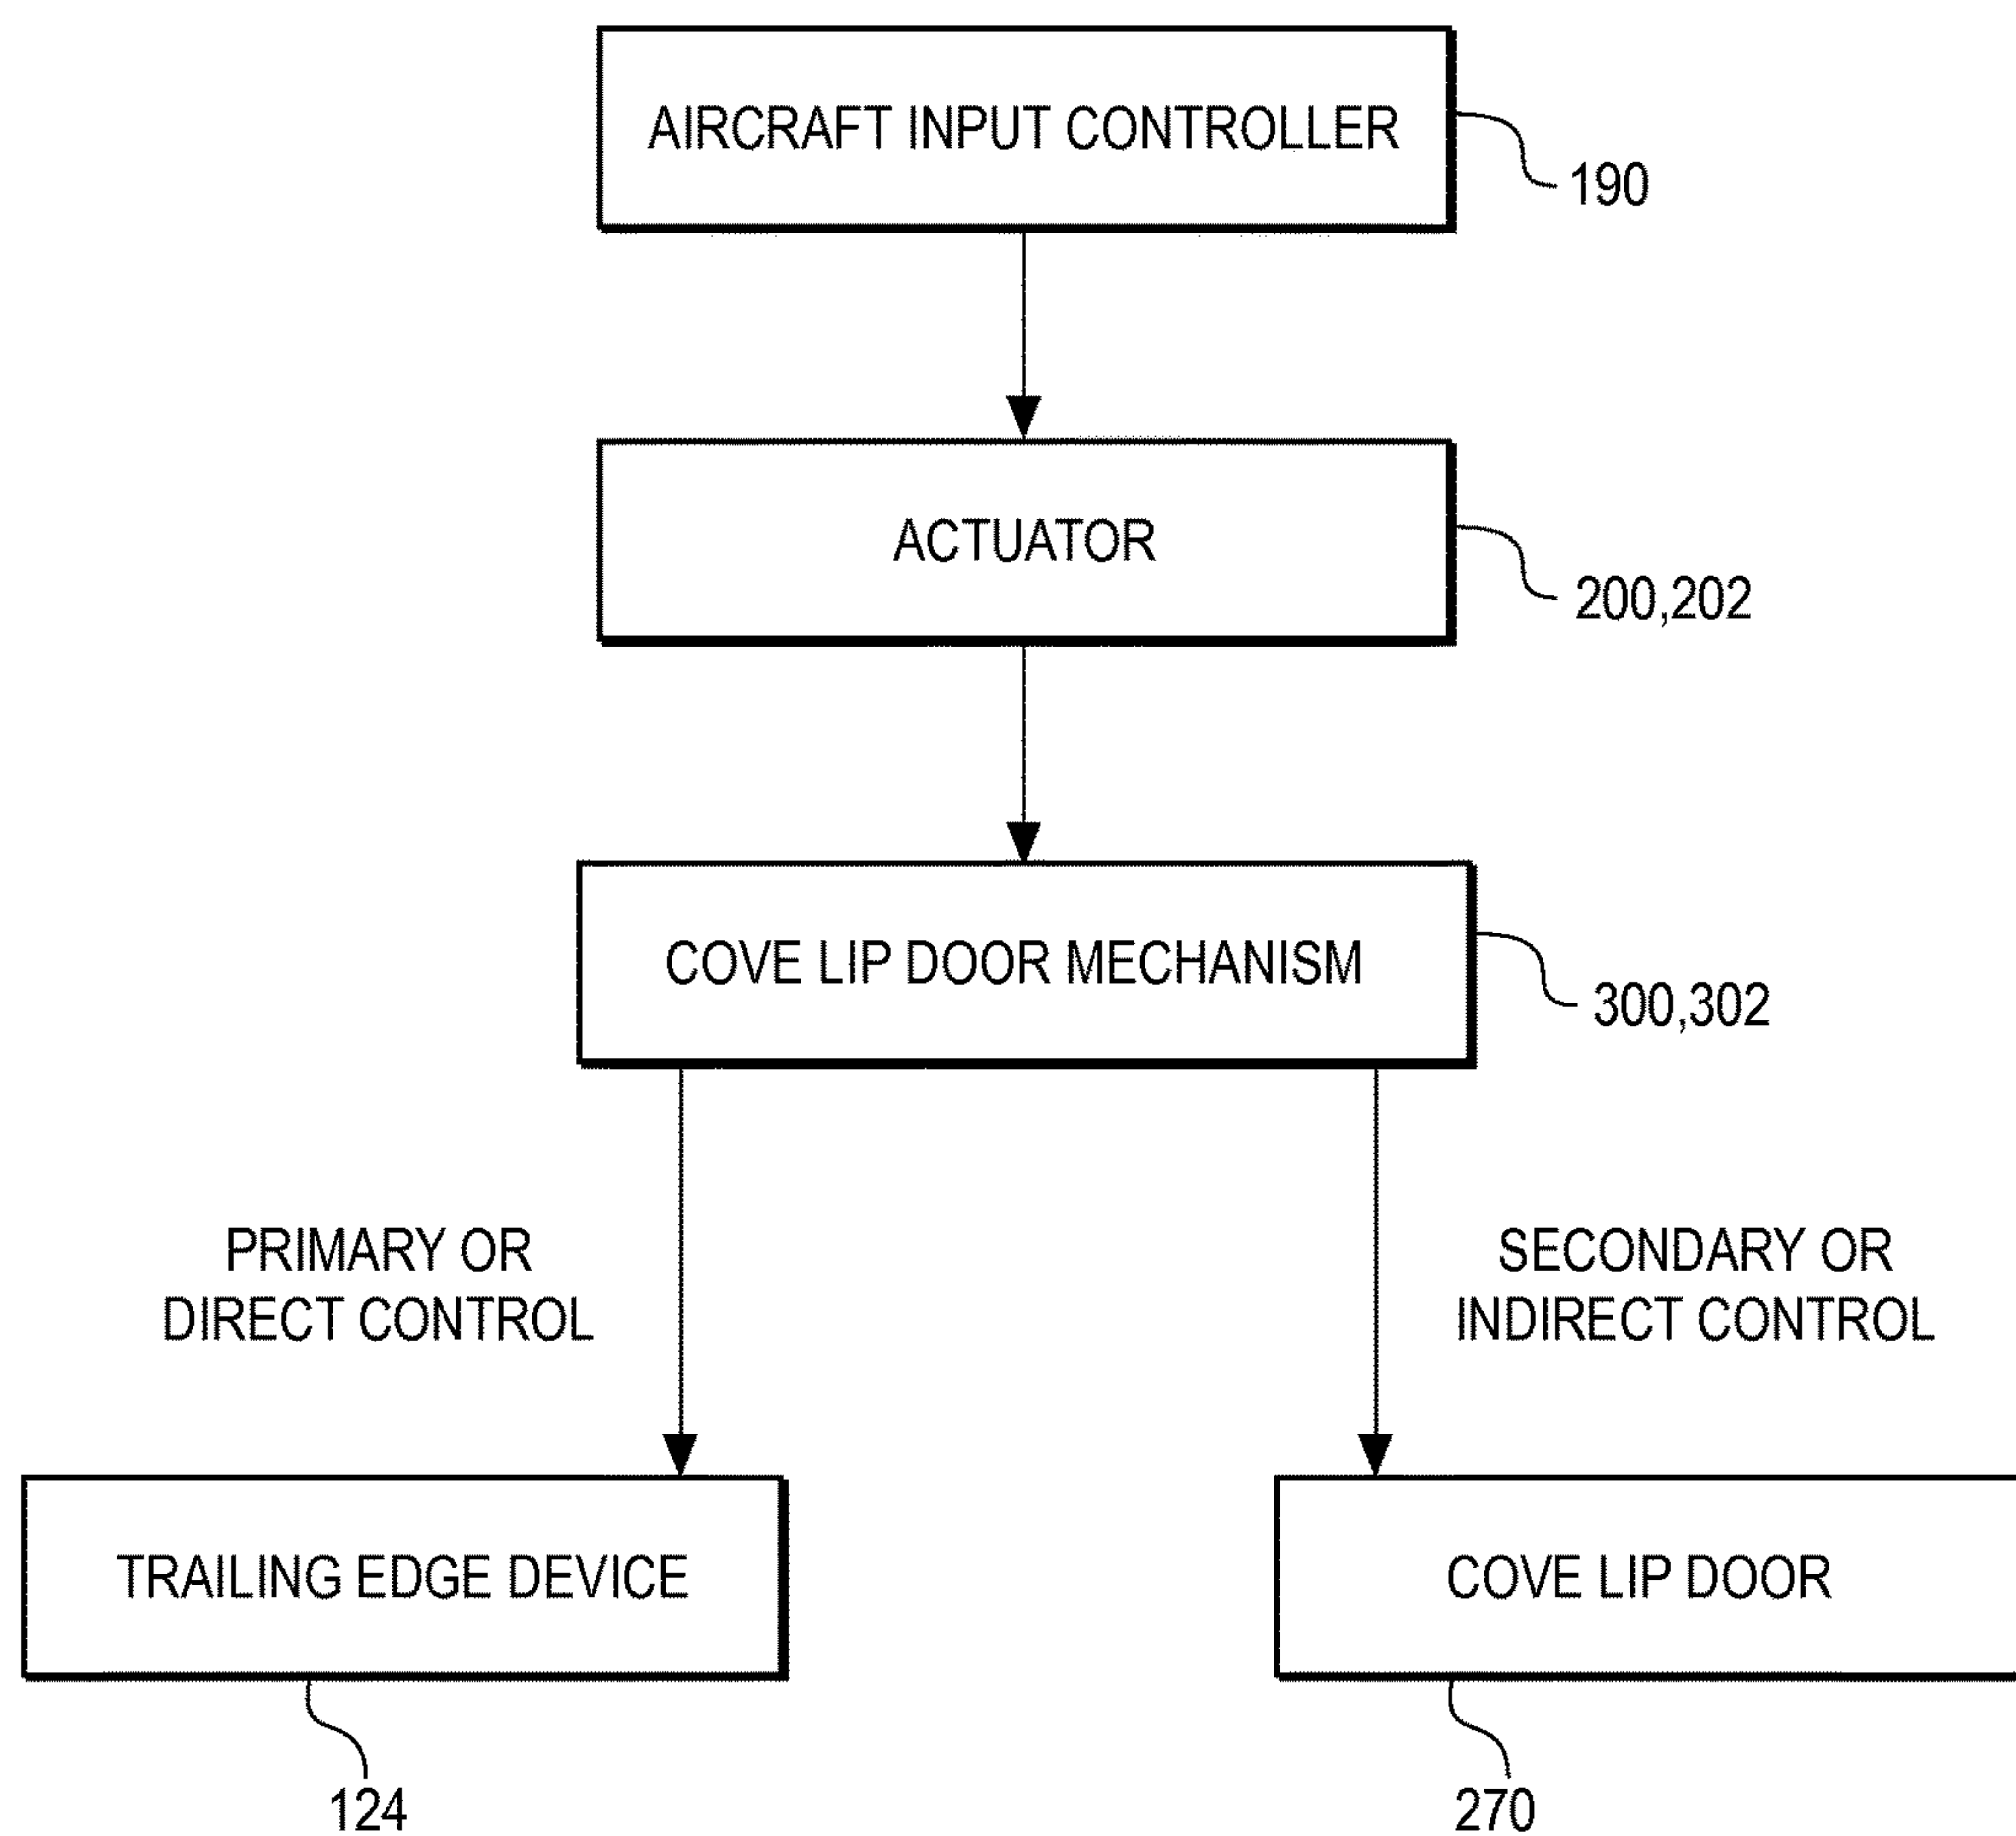 AIRCRAFT INPUT CONTROLLER
190
ACTUATOR
200,202
COVE LIP DOOR MECHANISM
300,302
PRIMARY OR
DIRECT CONTROL
SECONDARY OR
INDIRECT CONTROL
TRAILING EDGE DEVICE
COVE LIP DOOR
124
270